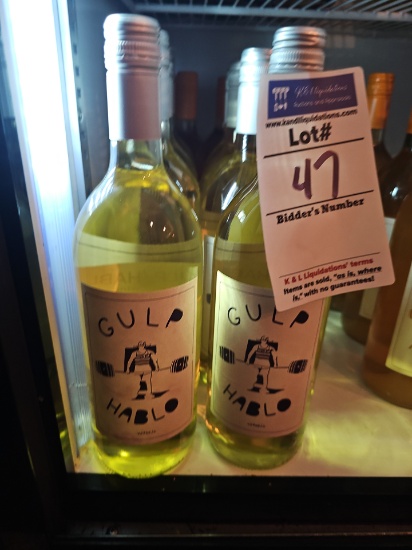 K&L Liquidations
www.kandlliquidations.com
Lot#
47
Bidder's Number
K & L Liquidations' terms
Items are sold, "as is, where
is," with no guarantees!
GULP
HABLO
GULP
HABLO